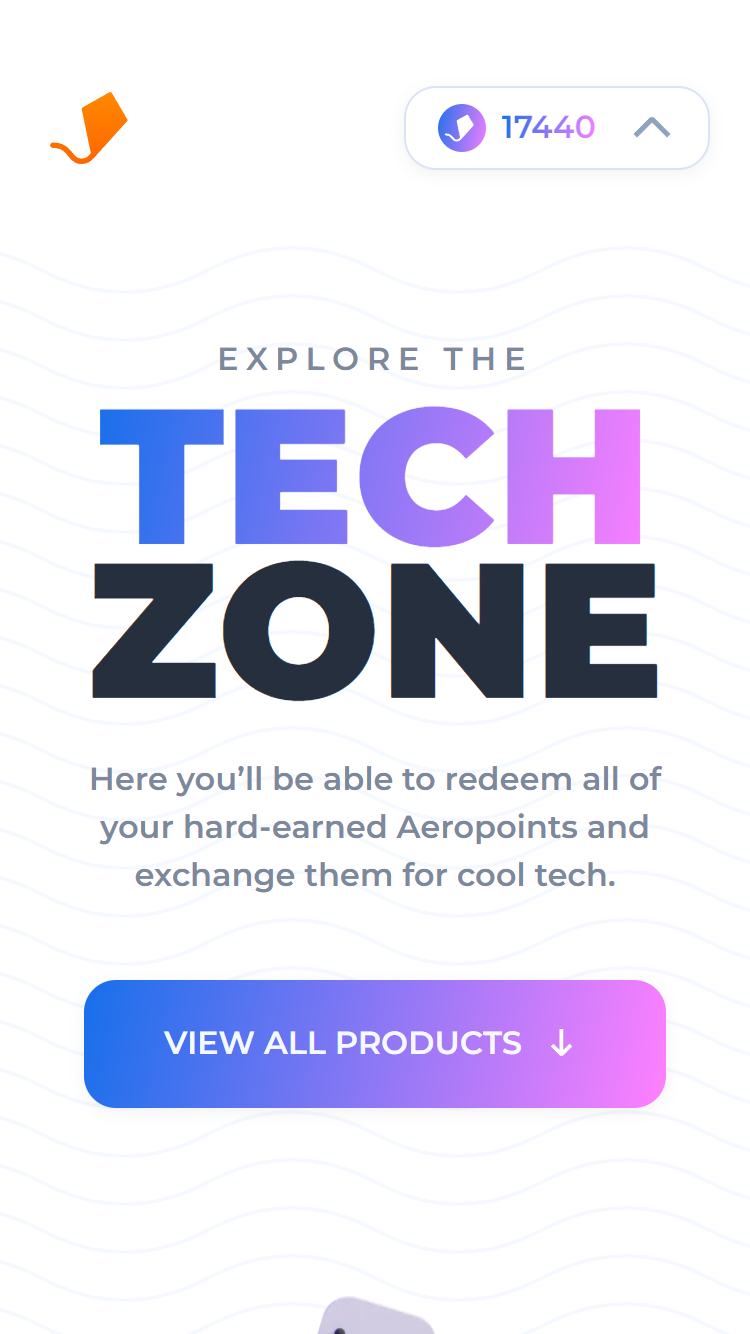 17440
EXPLORE THE
TECH
ZONE
Here you’ll be able to redeem all of
your hard-earned Aeropoints and
exchange them for cool tech.
VIEW ALL PRODUCTS ↓